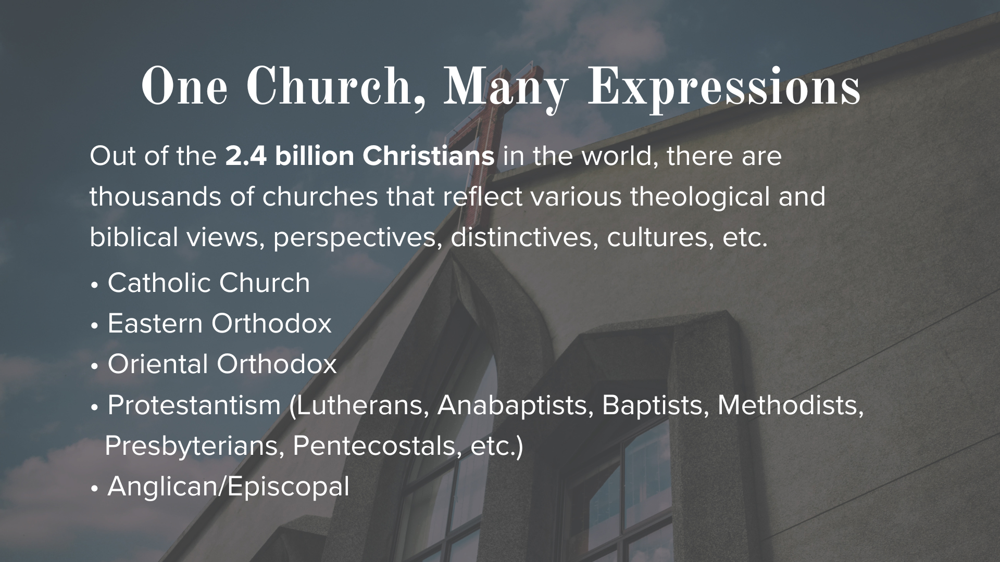 One Church, Many Expressions
Out of the 2.4 billion Christians in the world, there are
thousands of churches that reflect various theological and
biblical views, perspectives, distinctives, cultures, etc.
• Catholic Church
• Eastern Orthodox
• Oriental Orthodox
• Protestantism (Lutherans, Anabaptists, Baptists, Methodists,
Presbyterians, Pentecostals, etc.)
• Anglican/Episcopal